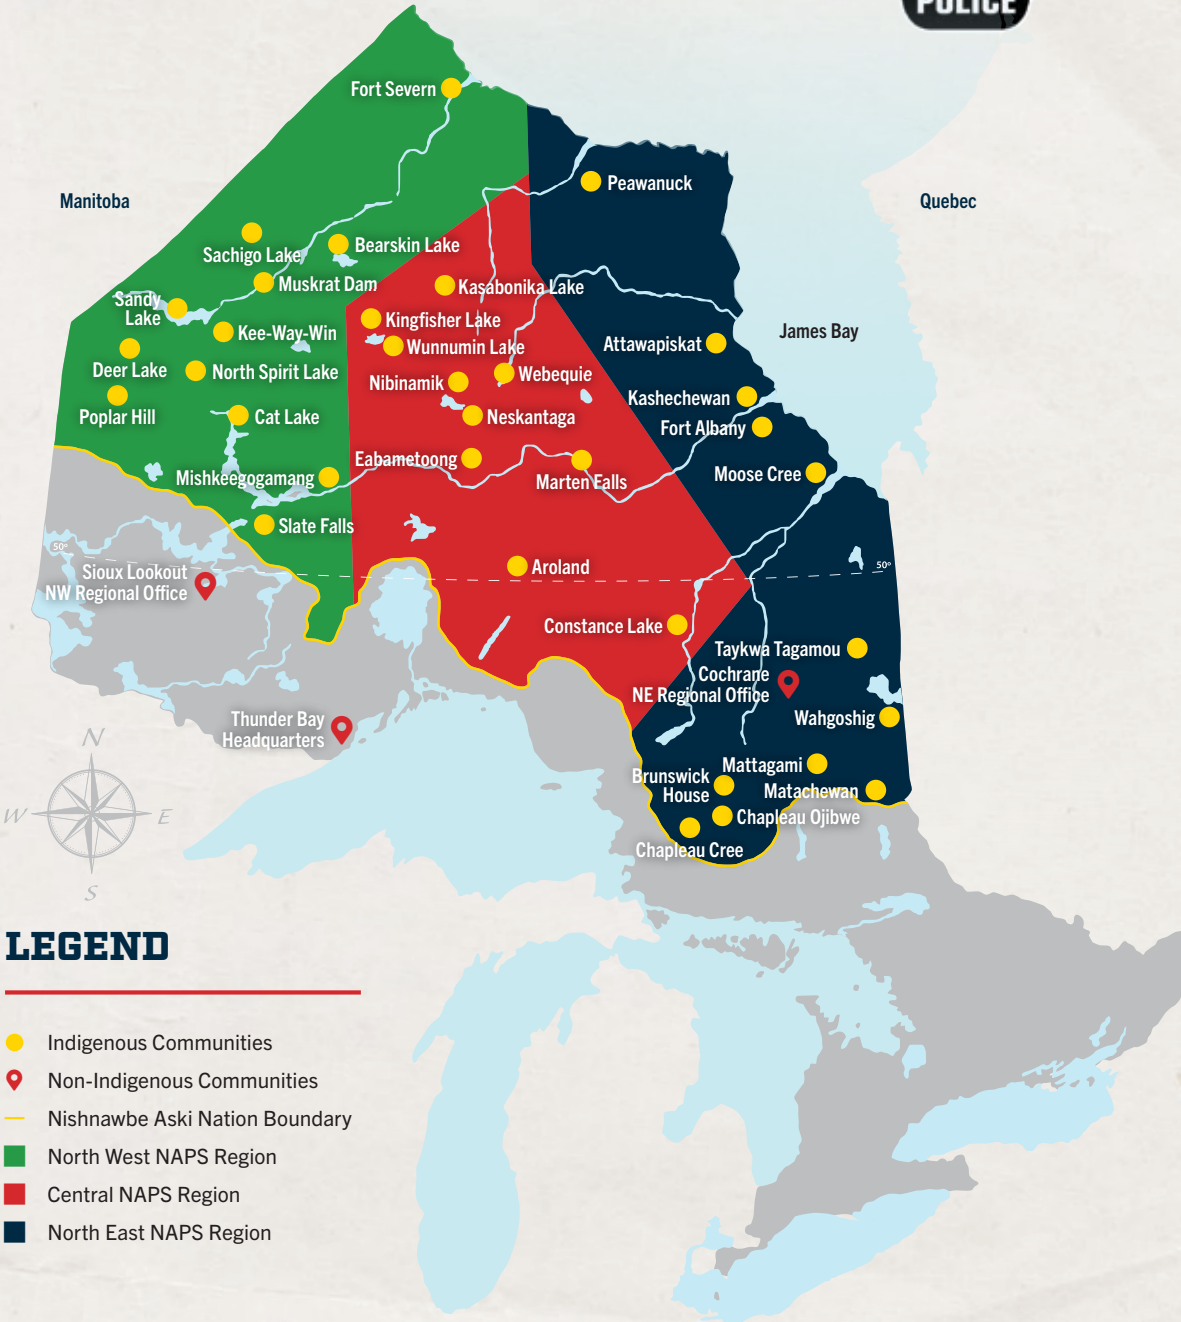 POLICE
Fort Severn
Peawanuck
Manitoba
Quebec
Sachigo Lake
Bearskin Lake
Muskrat Dam
Kasabonika Lake
Sandy
Lake
Kingfisher Lake
Kee-Way-Win
James Bay
Wunnumin Lake
Attawapiskat
Deer Lake
North Spirit Lake
Nibinamik
Webequie
Kashechewan
Poplar Hill
Cat Lake
Neskantaga
Fort Albany
Eabametoong
Mishkeegogamang
Marten Falls
Moose Cree
Slate Falls
50°
Aroland
50°
Sioux Lookout
NW Regional Office
Constance Lake
Taykwa Tagamou
Cochrane
NE Regional Office
Thunder Bay
Headquarters
Wahgoshig
N
W
E
S
Mattagami
Brunswick
House
Matachewan
Chapleau Ojibwe
Chapleau Cree
LEGEND
Indigenous Communities
Non-Indigenous Communities
Nishnawbe Aski Nation Boundary
North West NAPS Region
Central NAPS Region
North East NAPS Region